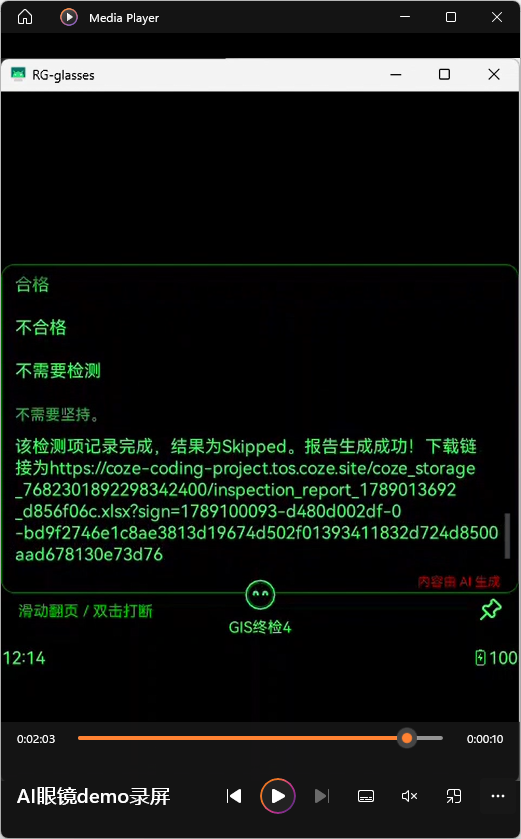 Media Player
RG-glasses
合格
不合格
不需要检测
不需要坚持。
该检测项记录完成，结果为Skipped。报告生成成功！下载链
接为https://coze-coding-project.tos.coze.site/coze_storage
_7682301892298342400/inspection_report_1789013692
_d856f06c.xlsx?sign=1789100093-d480d002df-0
-bd9f2746e1c8ae3813d19674d502f01393411832d724d8500
aad678130e73d76
内容由 AI 生成
滑动翻页 / 双击打断
GIS终检4
12:14
100
0:02:03
0:00:10
AI眼镜demo录屏